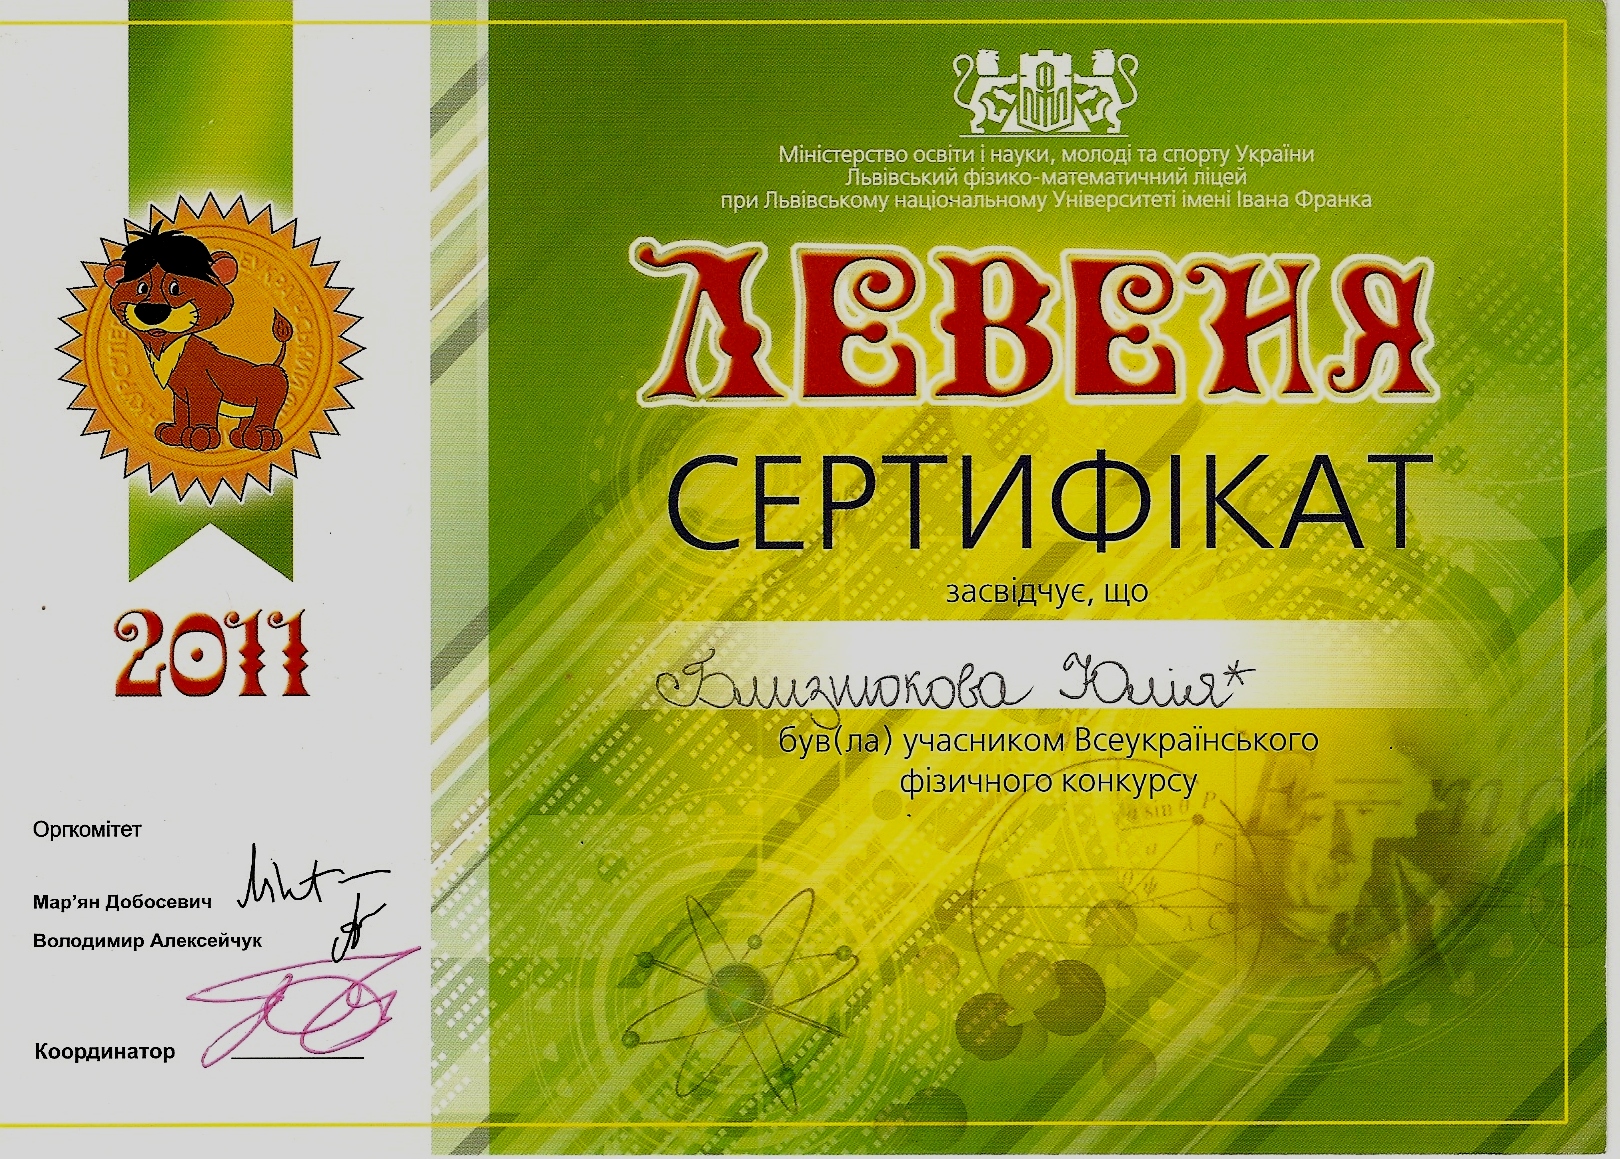 Міністерство освіти і науки, молоді та спорту України
Львівський фізико-математичний ліцей
при Львівському національному Університеті імені Івана Франка
ЛЕВЕНЯ
СЕРТИФІКАТ
засвідчує, що
Близнюкова Юлія*
був(ла) учасником Всеукраїнського
фізичного конкурсу
2011
Оргкомітет
Мар’ян Добосевич
Володимир Алексейчук
Координатор